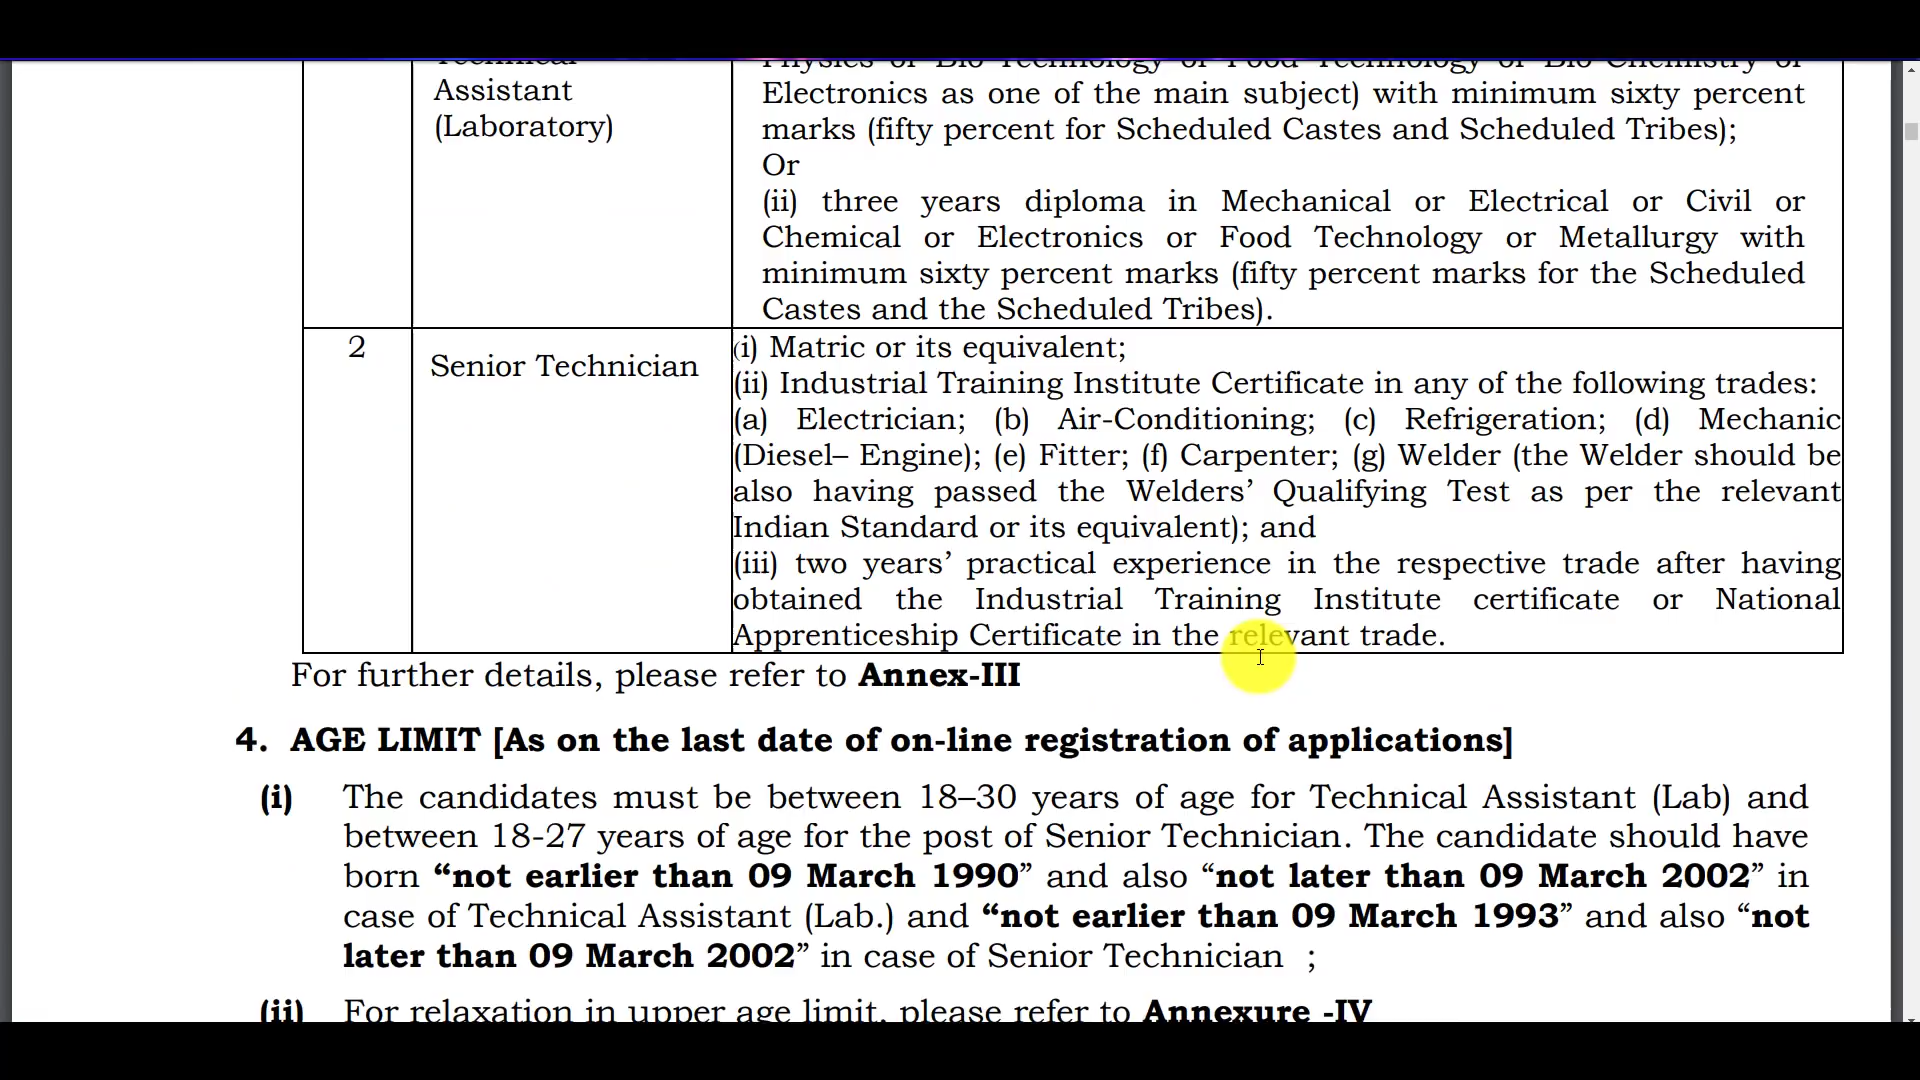 Technical
Physics or Bio Technology or Food Technology or Bio Chemistry or
Assistant
(Laboratory)
Electronics as one of the main subject) with minimum sixty percent
marks (fifty percent for Scheduled Castes and Scheduled Tribes);
Or
(ii) three years diploma in Mechanical or Electrical or Civil or
Chemical or Electronics or Food Technology or Metallurgy with
minimum sixty percent marks (fifty percent marks for the Scheduled
Castes and the Scheduled Tribes).
2
Senior Technician
(i) Matric or its equivalent;
(ii) Industrial Training Institute Certificate in any of the following trades:
(a) Electrician; (b) Air-Conditioning; (c) Refrigeration; (d) Mechanic
(Diesel– Engine); (e) Fitter; (f) Carpenter; (g) Welder (the Welder should be
also having passed the Welders’ Qualifying Test as per the relevant
Indian Standard or its equivalent); and
(iii) two years’ practical experience in the respective trade after having
obtained the Industrial Training Institute certificate or National
Apprenticeship Certificate in the relevant trade.
For further details, please refer to Annex-III
4. AGE LIMIT [As on the last date of on-line registration of applications]
(i) The candidates must be between 18–30 years of age for Technical Assistant (Lab) and
between 18-27 years of age for the post of Senior Technician. The candidate should have
born “not earlier than 09 March 1990” and also “not later than 09 March 2002” in
case of Technical Assistant (Lab.) and “not earlier than 09 March 1993” and also “not
later than 09 March 2002” in case of Senior Technician ;
(ii) For relaxation in upper age limit, please refer to Annexure -IV